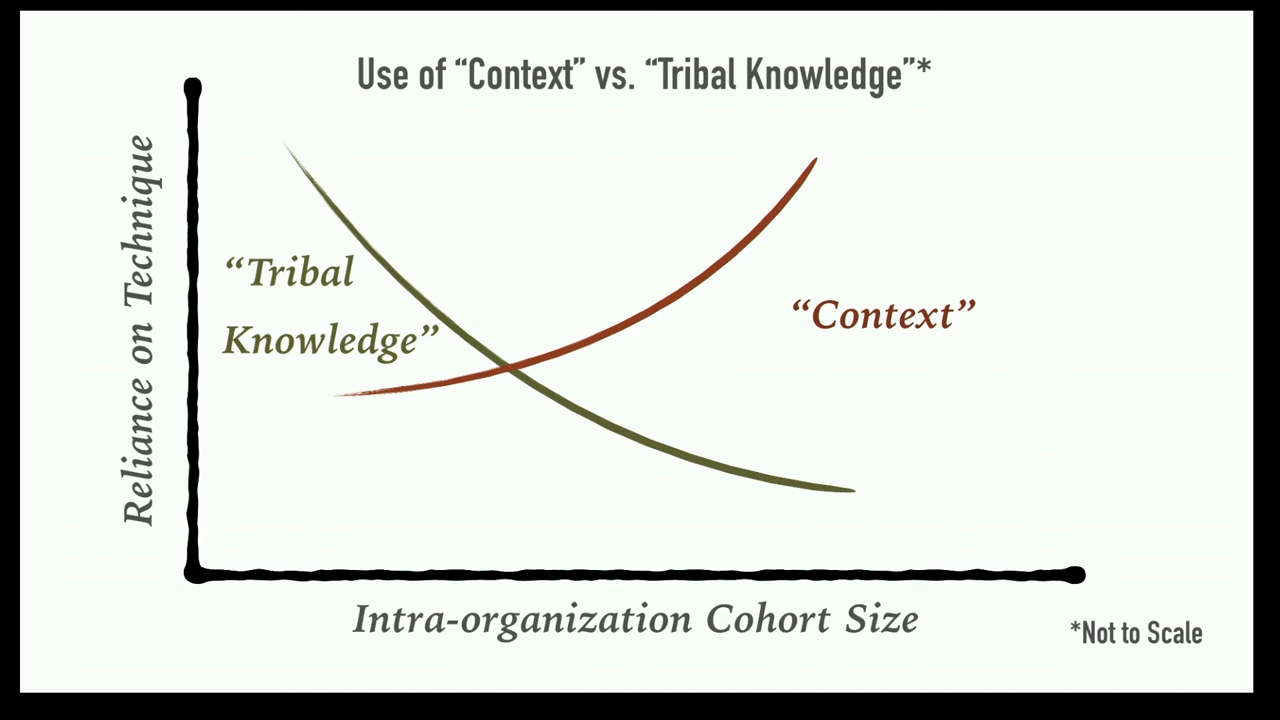 Use of “Context” vs. “Tribal Knowledge”*
Reliance on Technique
“Tribal
Knowledge”
“Context”
Intra-organization Cohort Size
*Not to Scale